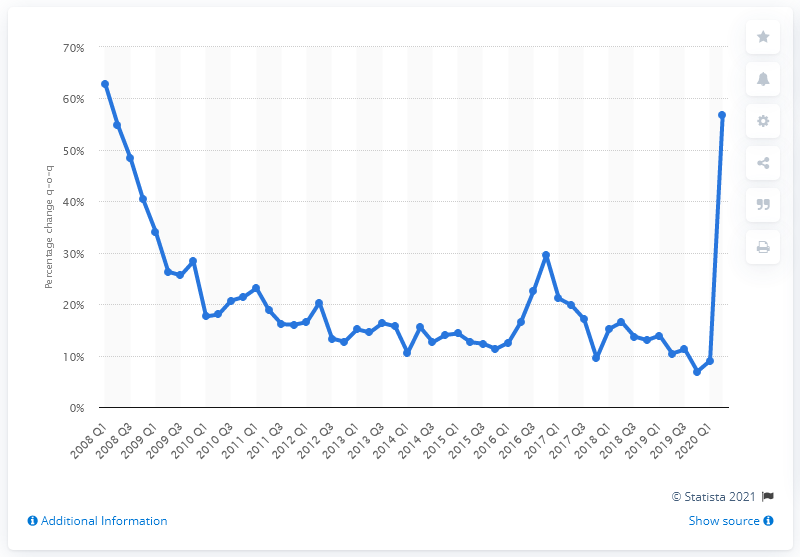 70%
60%
50%
40%
30%
20%
10%
0%
Percentage change q-o-q
2008 Q1
2008 Q3
2009 Q1
2009 Q3
2010 Q1
2010 Q3
2011 Q1
2011 Q3
2012 Q1
2012 Q3
2013 Q1
2013 Q3
2014 Q1
2014 Q3
2015 Q1
2015 Q3
2016 Q1
2016 Q3
2017 Q1
2017 Q3
2018 Q1
2018 Q3
2019 Q1
2019 Q3
2020 Q1
© Statista 2021
Additional Information
Show source